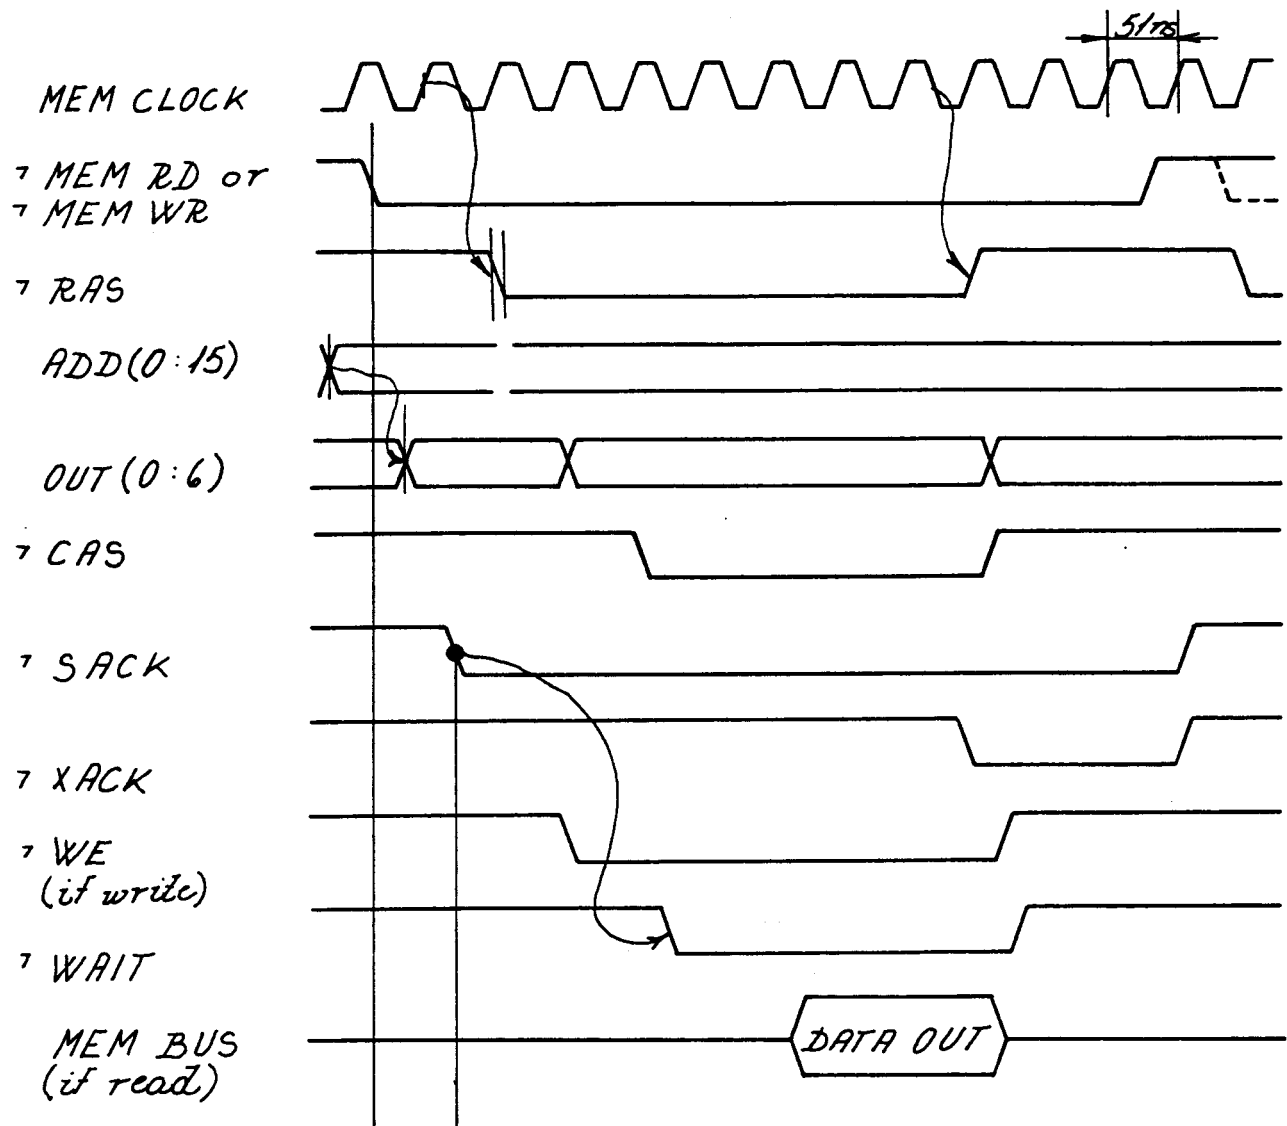 51ns
MEM CLOCK
¬ MEM RD or
¬ MEM WR
¬ RAS
ADD(0:15)
OUT(0:6)
¬ CAS
¬ SACK
¬ XACK
¬ WE
(if write)
¬ WAIT
MEM BUS
(if read)
DATA OUT